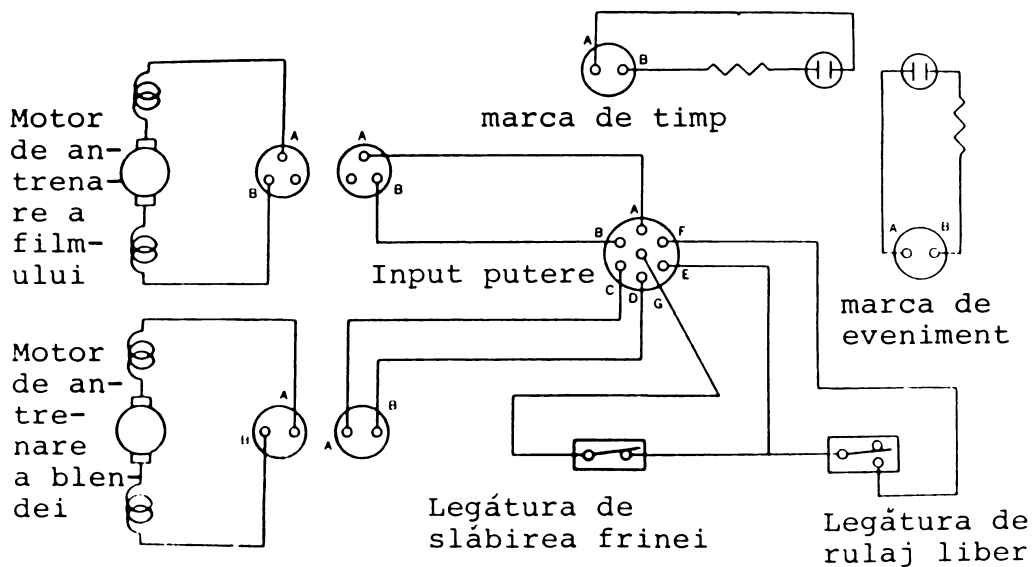 A
B
marca de timp
Motor
de an-
trena-
re a
film-
ului
A
B
A
B
A
B
F
C
D
G
E
Input putere
A
B
marca de
eveniment
Motor
de an-
tre-
nare
a blen-
dei
A
B
A
B
Legátura de
slăbirea frinei
Legătura de
rulaj liber